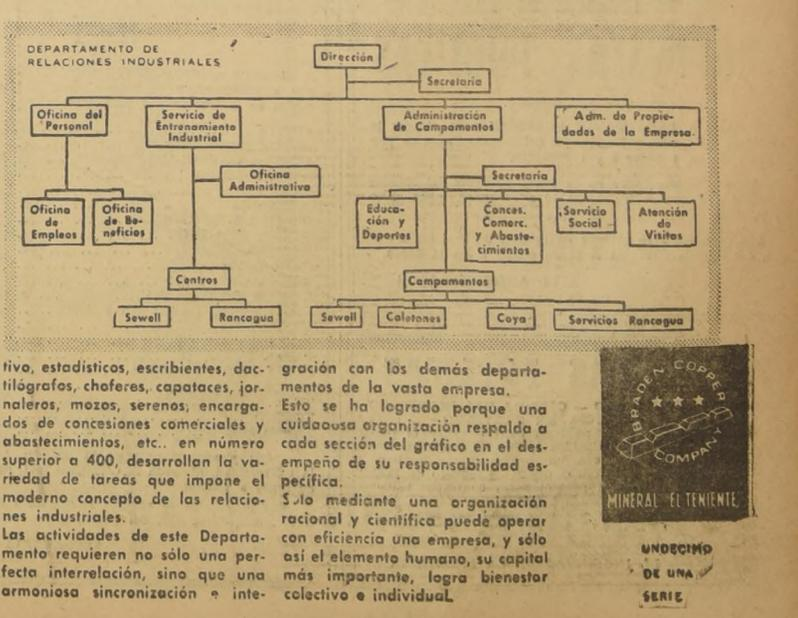 DEPARTAMENTO DE
RELACIONES INDUSTRIALES
Dirección
Secretaria
Oficina del
Personal
Servicio de
Entrenamiento
Industrial
Administración
de Campamentos
Adm. de Propie-
dades de la Empresa.
Oficina
Administrativa
Secretaria
Oficina
de
Empleos
Oficina
de Be-
neficios
Educa-
ción y
Deportes
Conces.
Comerc.
y Abaste-
cimientos
Servicio
Social
Atención
de
Visitas
Centros
Campamentos
Sewell
Rancagua
Sewell
Caletones
Coya
Servicios Rancagua
tivo, estadísticos, escribientes, dac-
tilógrafos, choferes, capataces, jor-
naleros, mozos, serenos, encarga-
dos de concesiones comerciales y
abastecimientos, etc.. en número
superior a 400, desarrollan la va-
riedad de tareas que impone el
moderno concepto de las relacio-
nes industriales.
Las actividades de este Departa-
mento requieren no sólo una per-
fecta interrelación, sino que una
armoniosa sincronización e inte-
gración con los demás departa-
mentos de la vasta empresa.
Esto se ha logrado porque una
cuidaousa organización respalda a
cada sección del gráfico en el des-
empeño de su responsabilidad es-
pecífica.
Sólo mediante una organización
racional y científica puede operar
con eficiencia una empresa, y sólo
así el elemento humano, su capital
más importante, logra bienestar
colectivo e individual.
BRADEN COPPER
COMPANY
MINERAL EL TENIENTE
UNDECIMO
DE UNA
SERIE